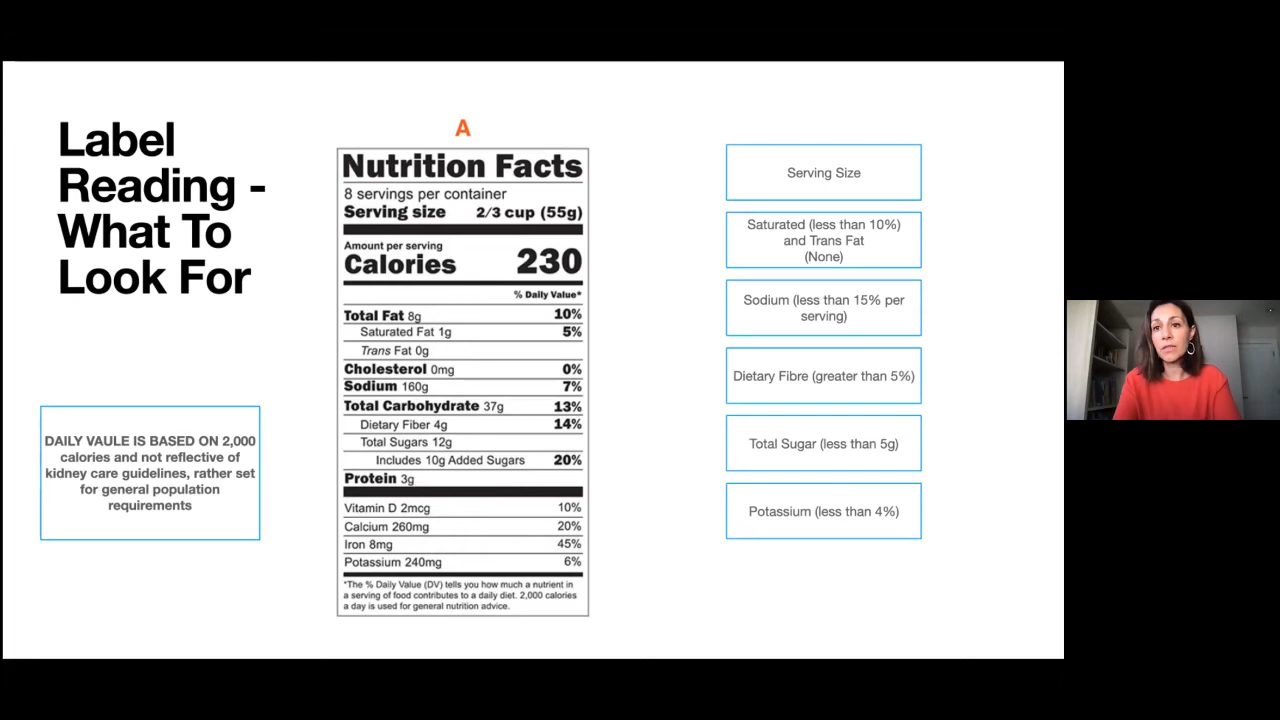 Label
Reading -
What To
Look For
DAILY VAULE IS BASED ON 2,000
calories and not reflective of
kidney care guidelines, rather set
for general population
requirements
A
Nutrition Facts
8 servings per container
Serving size 2/3 cup (55g)
Amount per serving
Calories 230
% Daily Value*
Total Fat 8g 10%
Saturated Fat 1g 5%
Trans Fat 0g
Cholesterol 0mg 0%
Sodium 160g 7%
Total Carbohydrate 37g 13%
Dietary Fiber 4g 14%
Total Sugars 12g
Includes 10g Added Sugars 20%
Protein 3g
Vitamin D 2mcg 10%
Calcium 260mg 20%
Iron 8mg 45%
Potassium 240mg 6%
*The % Daily Value (DV) tells you how much a nutrient in
a serving of food contributes to a daily diet. 2,000 calories
a day is used for general nutrition advice.
Serving Size
Saturated (less than 10%)
and Trans Fat
(None)
Sodium (less than 15% per
serving)
Dietary Fibre (greater than 5%)
Total Sugar (less than 5g)
Potassium (less than 4%)